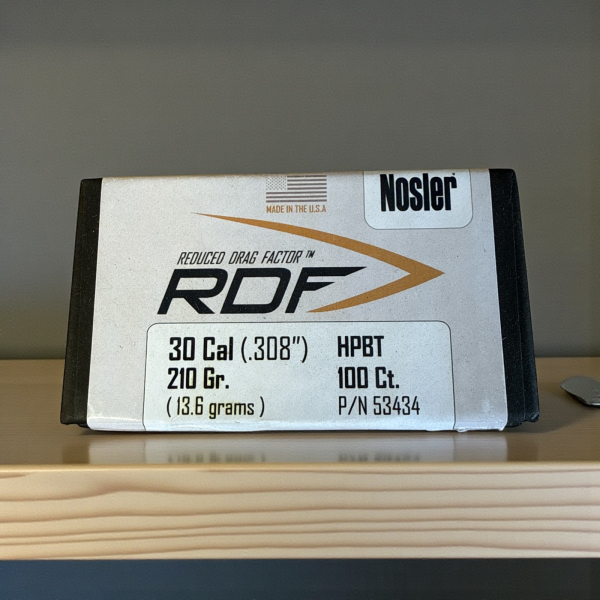 Nosler®
MADE IN THE U.S.A
REDUCED DRAG FACTOR™
RDF
30 Cal (.308")
210 Gr.
(13.6 grams)
HPBT
100 Ct.
P/N 53434